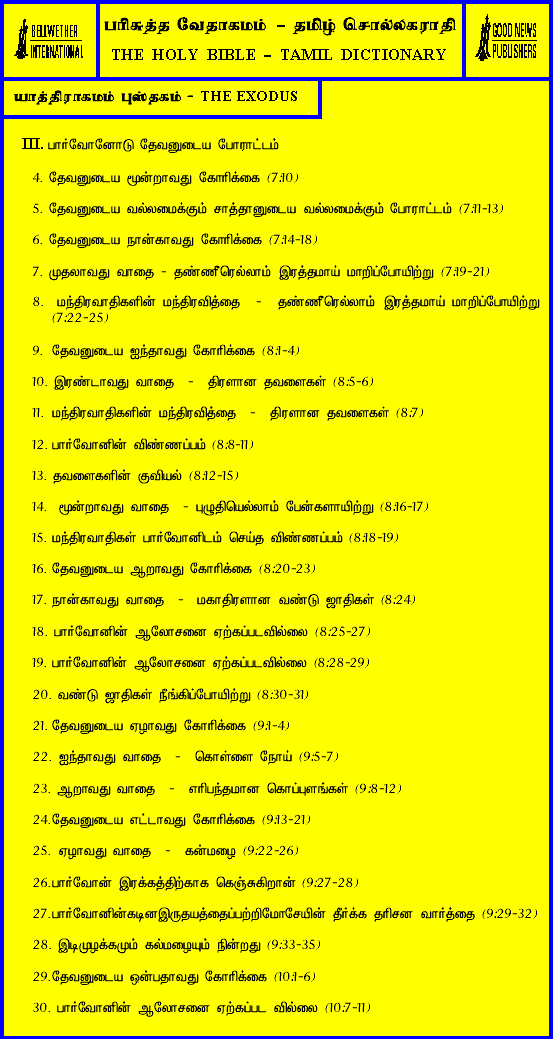 BELLWETHER
INTERNATIONAL
பரிசுத்த வேதாகமம் – தமிழ் சொல்லகராதி
THE HOLY BIBLE – TAMIL DICTIONARY
GOOD NEWS
PUBLISHERS
யாத்திராகமம் புஸ்தகம் - THE EXODUS
III. பார்வோனோடு தேவனுடைய போராட்டம்
4. தேவனுடைய மூன்றாவது கோரிக்கை (7:10)
5. தேவனுடைய வல்லமைக்கும் சாத்தானுடைய வல்லமைக்கும் போராட்டம் (7:11-13)
6. தேவனுடைய நான்காவது கோரிக்கை (7:14-18)
7. முதலாவது வாதை - தண்ணீரெல்லாம் இரத்தமாய் மாறிப்போயிற்று (7:19-21)
8. மந்திரவாதிகளின் மந்திரவித்தை - தண்ணீரெல்லாம் இரத்தமாய் மாறிப்போயிற்று
(7:22-25)
9. தேவனுடைய ஐந்தாவது கோரிக்கை (8:1-4)
10. இரண்டாவது வாதை - திரளான தவளைகள் (8:5-6)
11. மந்திரவாதிகளின் மந்திரவித்தை - திரளான தவளைகள் (8:7)
12. பார்வோனின் விண்ணப்பம் (8:8-11)
13. தவளைகளின் குவியல் (8:12-15)
14. மூன்றாவது வாதை - புழுதியெல்லாம் பேன்களாயிற்று (8:16-17)
15. மந்திரவாதிகள் பார்வோனிடம் செய்த விண்ணப்பம் (8:18-19)
16. தேவனுடைய ஆறாவது கோரிக்கை (8:20-23)
17. நான்காவது வாதை - மகாதிரளான வண்டு ஜாதிகள் (8:24)
18. பார்வோனின் ஆலோசனை ஏற்கப்படவில்லை (8:25-27)
19. பார்வோனின் ஆலோசனை ஏற்கப்படவில்லை (8:28-29)
20. வண்டு ஜாதிகள் நீங்கிப்போயிற்று (8:30-31)
21. தேவனுடைய ஏழாவது கோரிக்கை (9:1-4)
22. ஐந்தாவது வாதை - கொள்ளை நோய் (9:5-7)
23. ஆறாவது வாதை - எரிபந்தமான கொப்புளங்கள் (9:8-12)
24.தேவனுடைய எட்டாவது கோரிக்கை (9:13-21)
25. ஏழாவது வாதை - கன்மழை (9:22-26)
26.பார்வோன் இரக்கத்திற்காக கெஞ்சுகிறான் (9:27-28)
27.பார்வோனின்கடினஇருதயத்தைப்பற்றிமோசேயின் தீர்க்க தரிசன வார்த்தை (9:29-32)
28. இடிமுழக்கமும் கல்மழையும் நின்றது (9:33-35)
29.தேவனுடைய ஒன்பதாவது கோரிக்கை (10:1-6)
30. பார்வோனின் ஆலோசனை ஏற்கப்பட வில்லை (10:7-11)